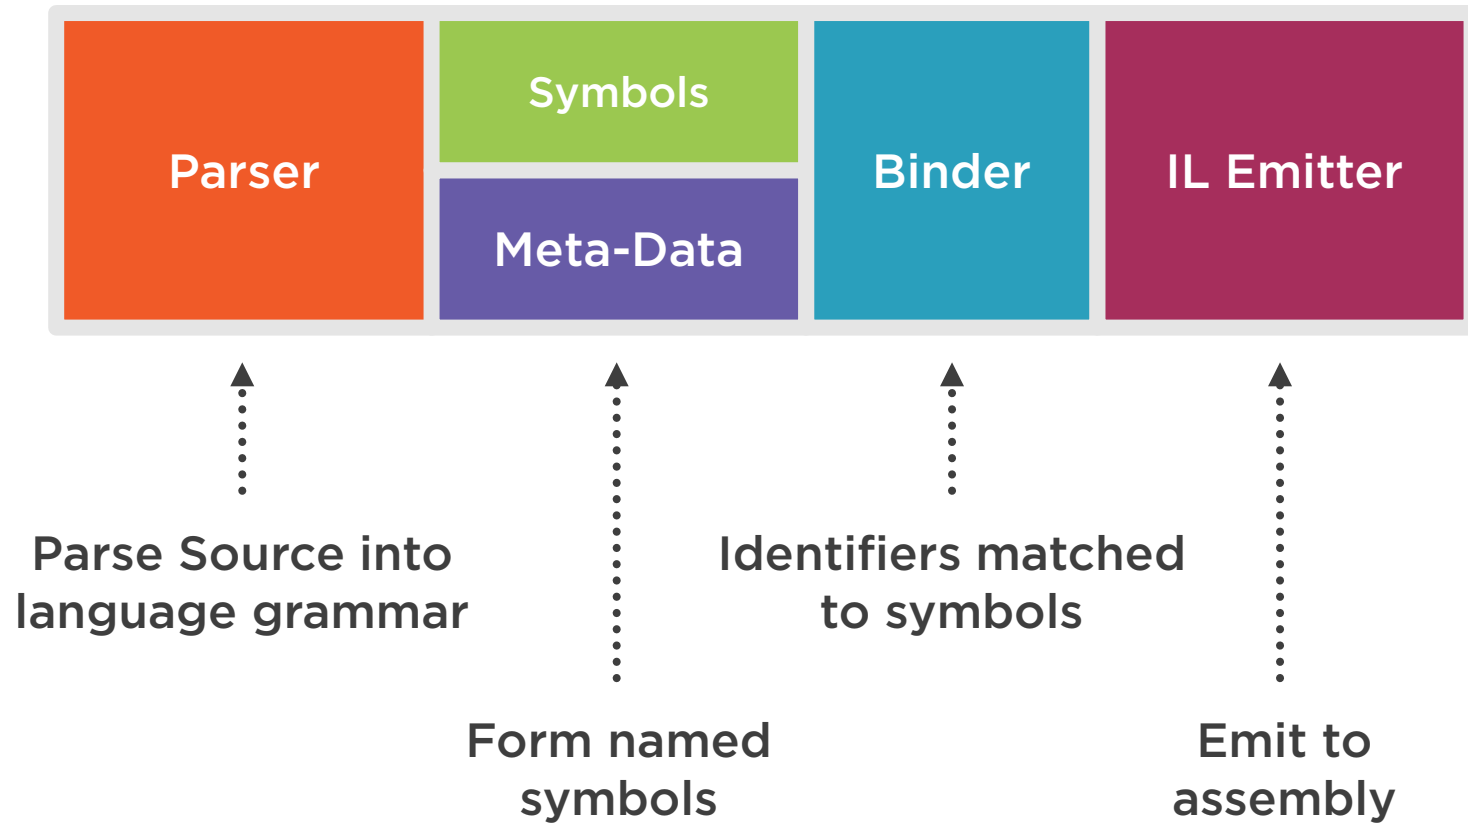 Parser
Symbols
Meta-Data
Binder
IL Emitter
Parse Source into
language grammar
Form named
symbols
Identifiers matched
to symbols
Emit to
assembly